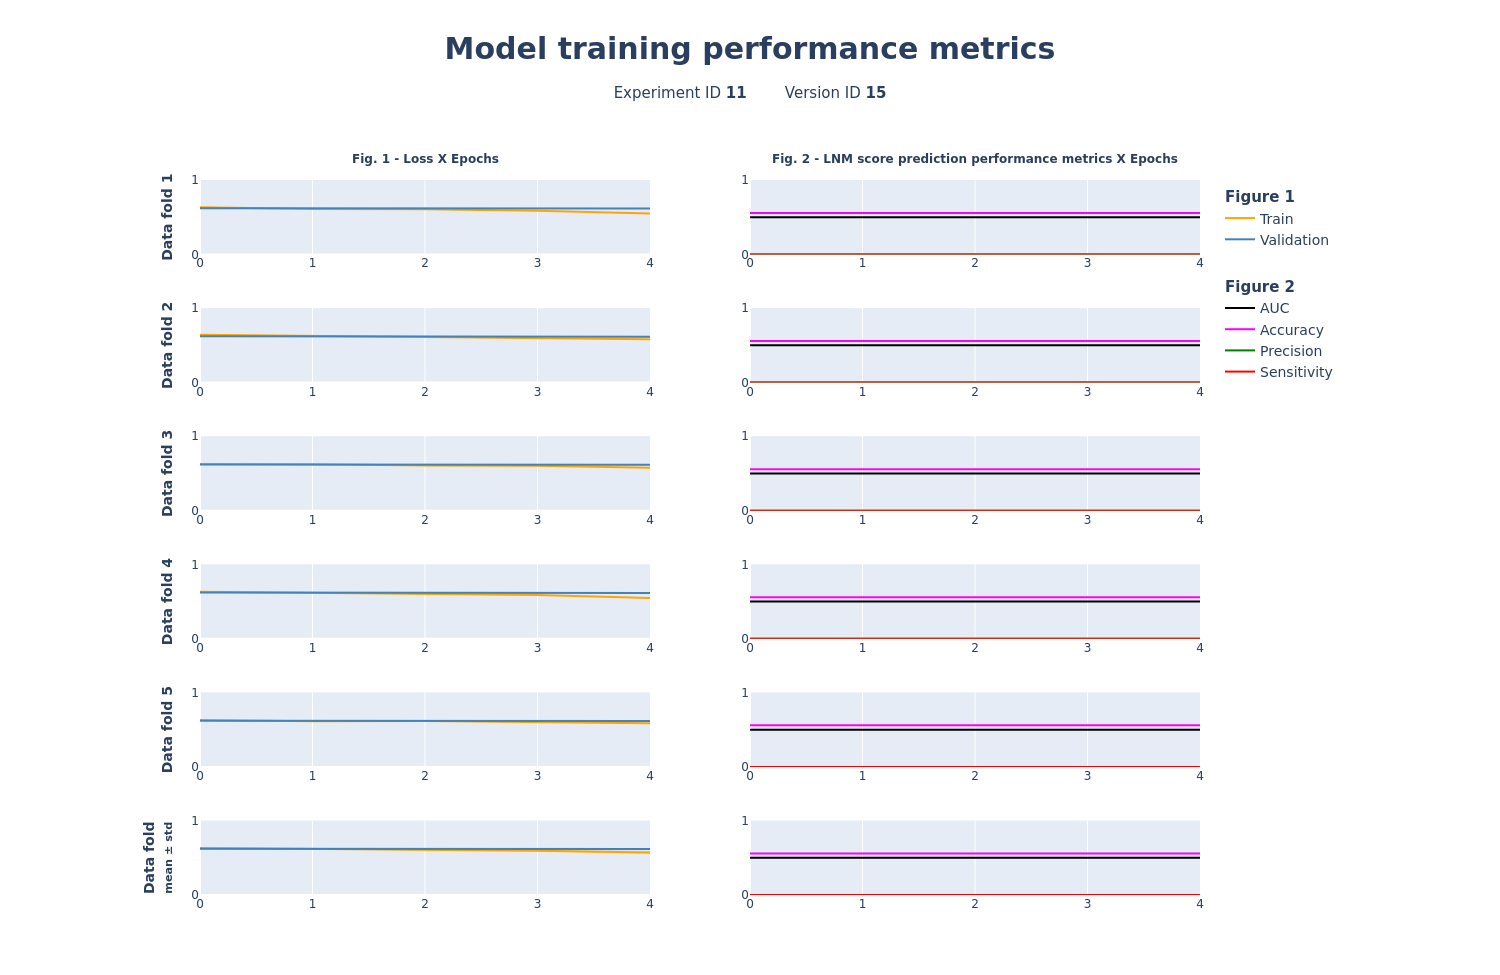 Model training performance metrics
Experiment ID 11 Version ID 15
Fig. 1 - Loss X Epochs
Fig. 2 - LNM score prediction performance metrics X Epochs
Data fold 1
1
0
0 1 2 3 4
1
0
0 1 2 3 4
Data fold 2
1
0
0 1 2 3 4
1
0
0 1 2 3 4
Data fold 3
1
0
0 1 2 3 4
1
0
0 1 2 3 4
Data fold 4
1
0
0 1 2 3 4
1
0
0 1 2 3 4
Data fold 5
1
0
0 1 2 3 4
1
0
0 1 2 3 4
Data fold
mean ± std
1
0
0 1 2 3 4
1
0
0 1 2 3 4
Figure 1
Train
Validation
Figure 2
AUC
Accuracy
Precision
Sensitivity